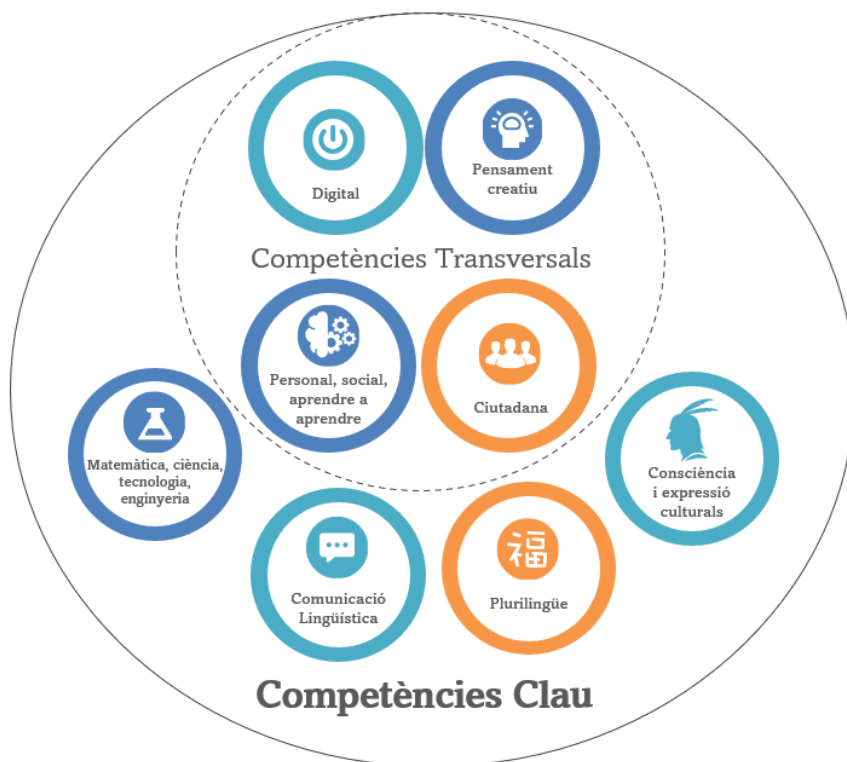 Digital
Pensament
creatiu
Competències Transversals
Personal, social,
aprendre a
aprendre
Ciutadana
Matemàtica, ciència,
tecnologia,
enginyeria
Consciència
i expressió
culturals
福
Comunicació
Lingüística
Plurilingüe
Competències Clau